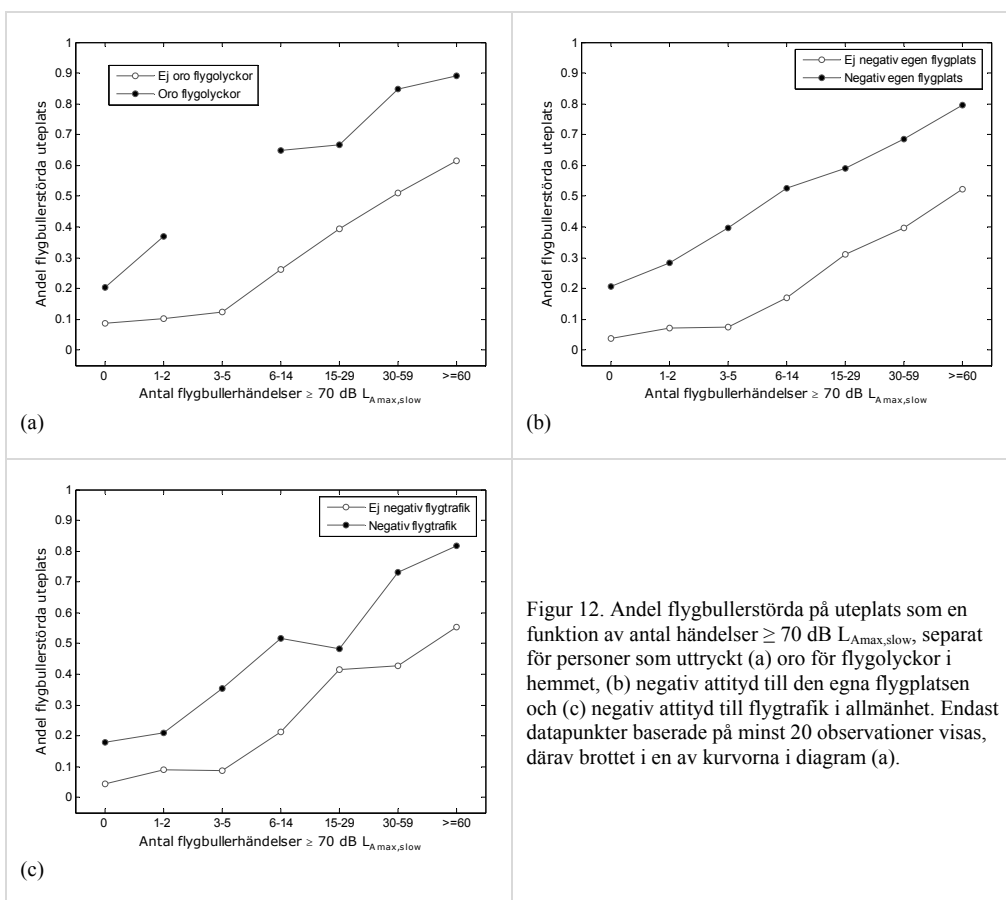 1
0.9
0.8
0.7
0.6
0.5
0.4
0.3
0.2
0.1
0
Andel flygbullerstörda uteplats
Ej oro flygolyckor
Oro flygolyckor
0 1-2 3-5 6-14 15-29 30-59 >=60
Antal flygbullerhändelser ≥ 70 dB LAmax,slow
(a)
1
0.9
0.8
0.7
0.6
0.5
0.4
0.3
0.2
0.1
0
Andel flygbullerstörda uteplats
Ej negativ egen flygplats
Negativ egen flygplats
0 1-2 3-5 6-14 15-29 30-59 >=60
Antal flygbullerhändelser ≥ 70 dB LAmax,slow
(b)
1
0.9
0.8
0.7
0.6
0.5
0.4
0.3
0.2
0.1
0
Andel flygbullerstörda uteplats
Ej negativ flygtrafik
Negativ flygtrafik
0 1-2 3-5 6-14 15-29 30-59 >=60
Antal flygbullerhändelser ≥ 70 dB LAmax,slow
(c)
Figur 12. Andel flygbullerstörda på uteplats som en
funktion av antal händelser ≥ 70 dB LAmax,slow, separat
för personer som uttryckt (a) oro för flygolyckor i
hemmet, (b) negativ attityd till den egna flygplatsen
och (c) negativ attityd till flygtrafik i allmänhet. Endast
datapunkter baserade på minst 20 observationer visas,
därav brottet i en av kurvorna i diagram (a).